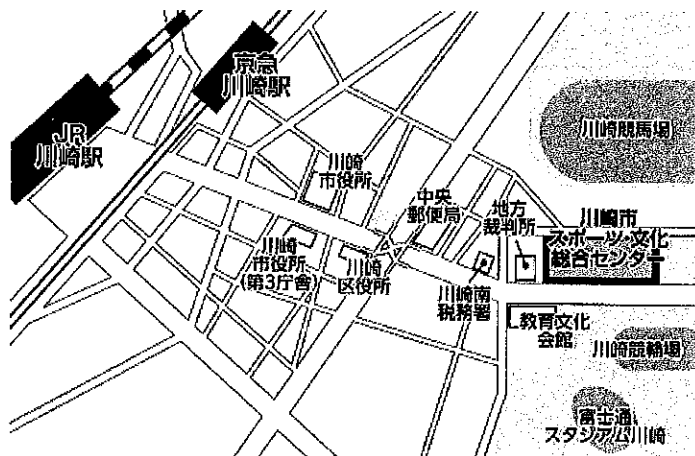 京急
川崎駅
JR
川崎駅
川崎競馬場
川崎
市役所
中央
郵便局
地方
裁判所
川崎市
スポーツ・文化
総合センター
川崎
市役所
(第3庁舎)
川崎
区役所
川崎南
税務署
教育文化
会館
川崎競輪場
富士通
スタジアム川崎